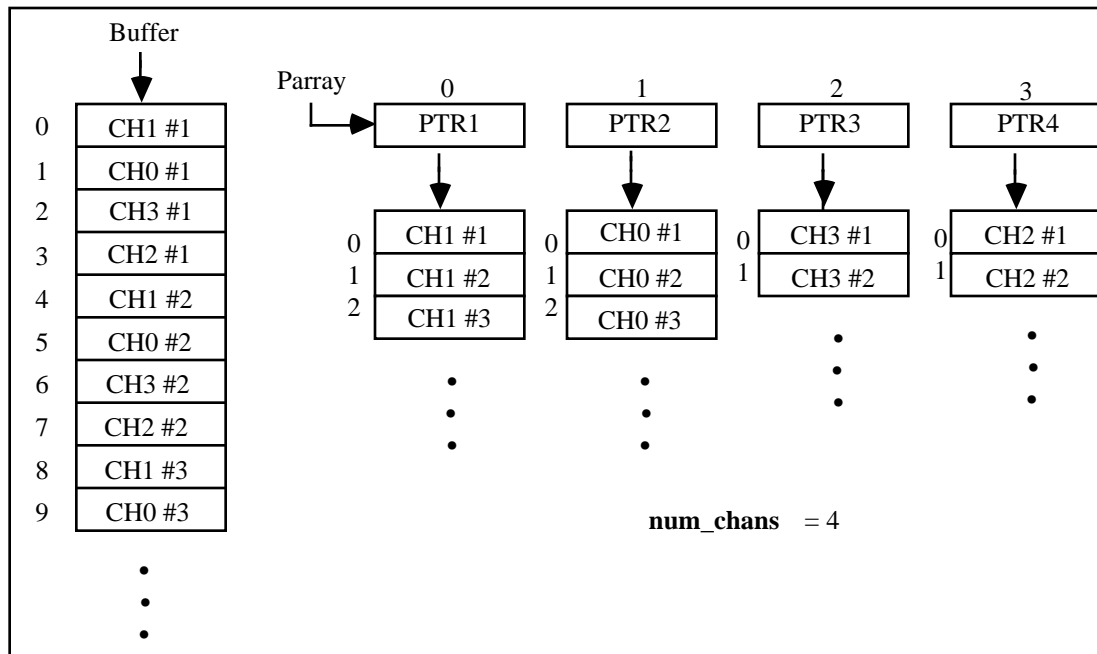 Buffer
0 CH1 #1
1 CH0 #1
2 CH3 #1
3 CH2 #1
4 CH1 #2
5 CH0 #2
6 CH3 #2
7 CH2 #2
8 CH1 #3
9 CH0 #3
Parray
0
PTR1
0 CH1 #1
1 CH1 #2
2 CH1 #3
1
PTR2
0 CH0 #1
1 CH0 #2
2 CH0 #3
2
PTR3
0 CH3 #1
1 CH3 #2
3
PTR4
0 CH2 #1
1 CH2 #2
num_chans = 4